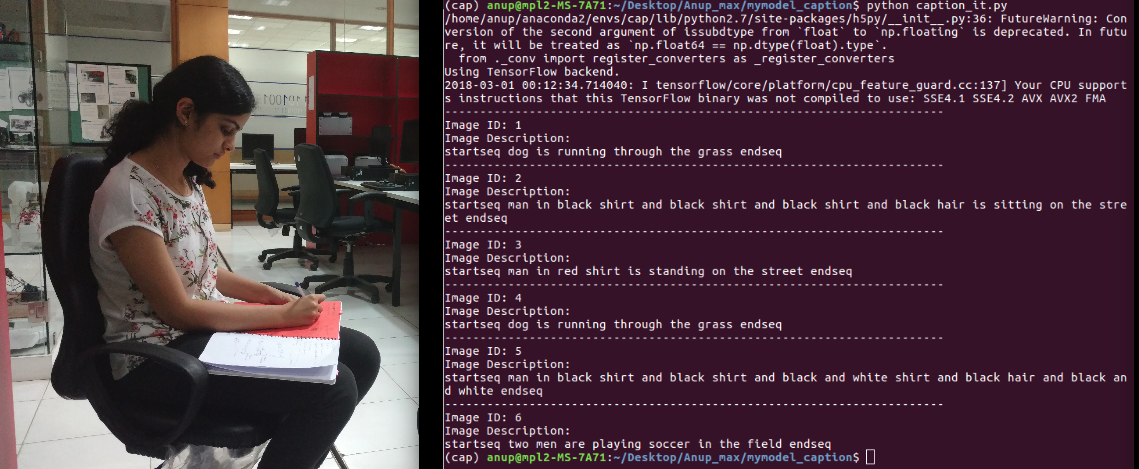 (cap) anup@mpl2-MS-7A71:~/Desktop/Anup_max/mymodel_caption$ python caption_it.py
/home/anup/anaconda2/envs/cap/lib/python2.7/site-packages/h5py/__init__.py:36: FutureWarning: Con
version of the second argument of issubdtype from `float` to `np.floating` is deprecated. In futu
re, it will be treated as `np.float64 == np.dtype(float).type`.
  from ._conv import register_converters as _register_converters
Using TensorFlow backend.
2018-03-01 00:12:34.714040: I tensorflow/core/platform/cpu_feature_guard.cc:137] Your CPU support
s instructions that this TensorFlow binary was not compiled to use: SSE4.1 SSE4.2 AVX AVX2 FMA
---------------------------------------------------------------------------
Image ID: 1
Image Description:
startseq dog is running through the grass endseq
---------------------------------------------------------------------------
Image ID: 2
Image Description:
startseq man in black shirt and black shirt and black shirt and black hair is sitting on the stre
et endseq
---------------------------------------------------------------------------
Image ID: 3
Image Description:
startseq man in red shirt is standing on the street endseq
---------------------------------------------------------------------------
Image ID: 4
Image Description:
startseq dog is running through the grass endseq
---------------------------------------------------------------------------
Image ID: 5
Image Description:
startseq man in black shirt and black shirt and black and white shirt and black hair and black an
d white endseq
---------------------------------------------------------------------------
Image ID: 6
Image Description:
startseq two men are playing soccer in the field endseq
(cap) anup@mpl2-MS-7A71:~/Desktop/Anup_max/mymodel_caption$